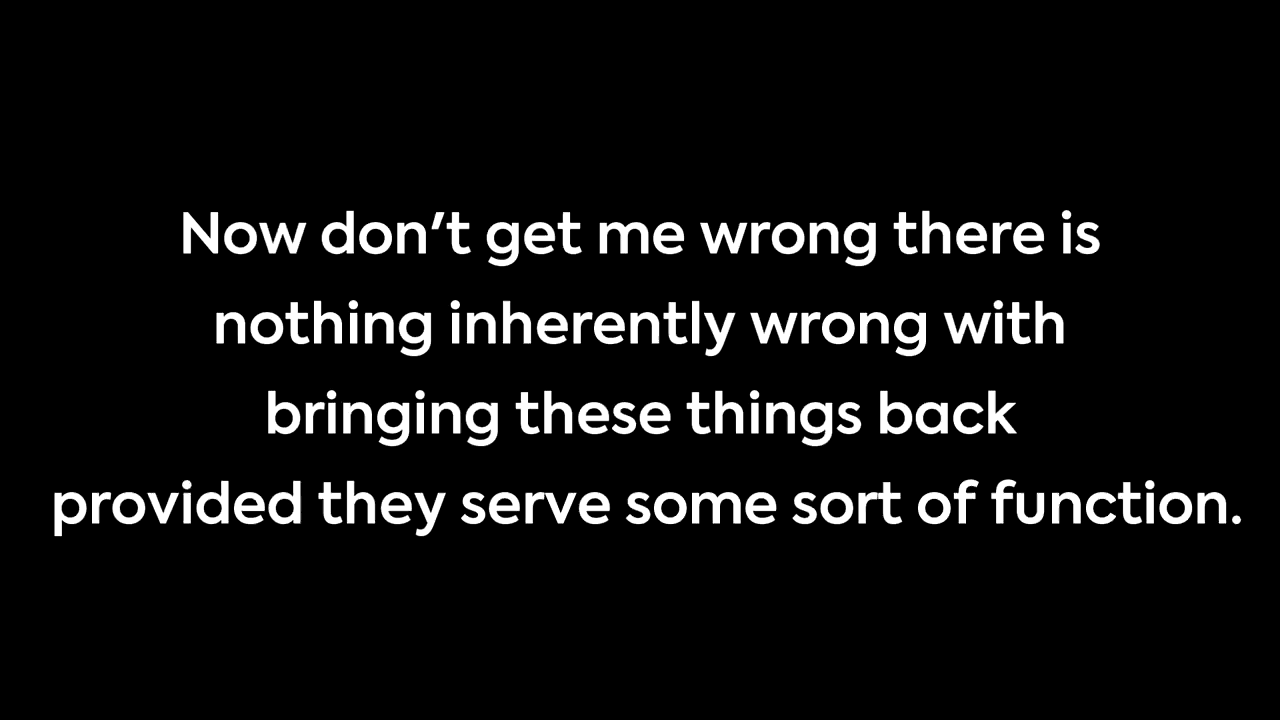 Now don't get me wrong there is
nothing inherently wrong with
bringing these things back
provided they serve some sort of function.